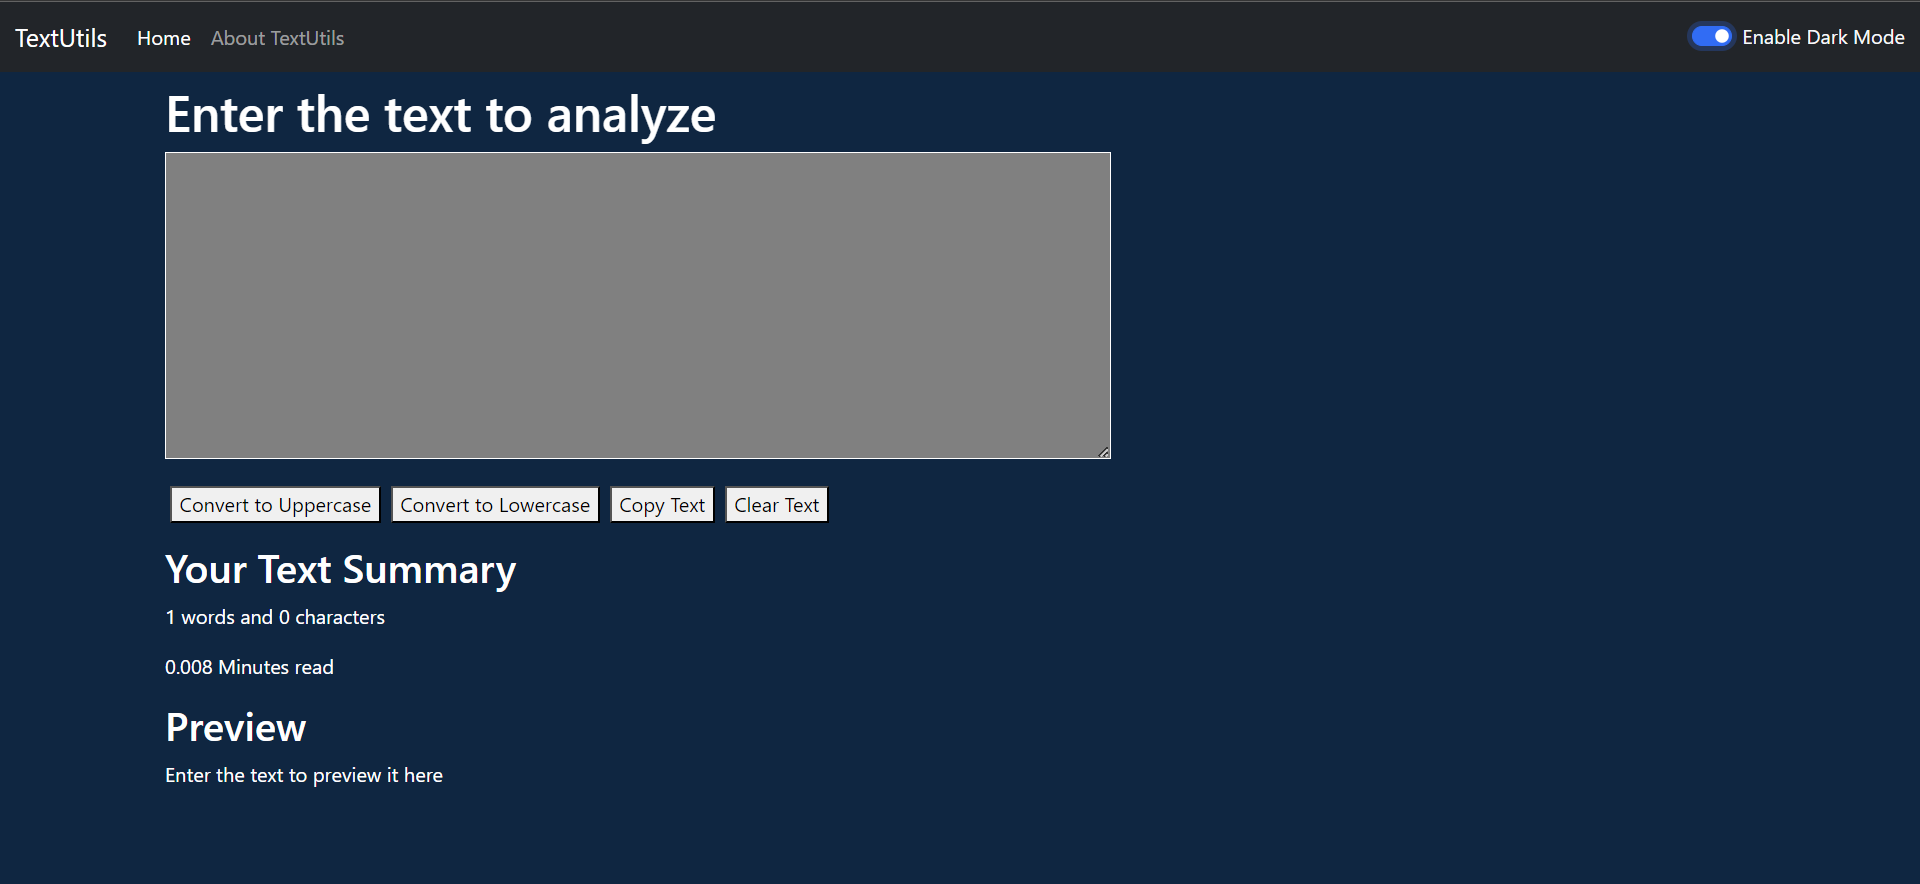 TextUtils Home About TextUtils Enable Dark Mode
Enter the text to analyze
Convert to Uppercase Convert to Lowercase Copy Text Clear Text
Your Text Summary
1 words and 0 characters
0.008 Minutes read
Preview
Enter the text to preview it here